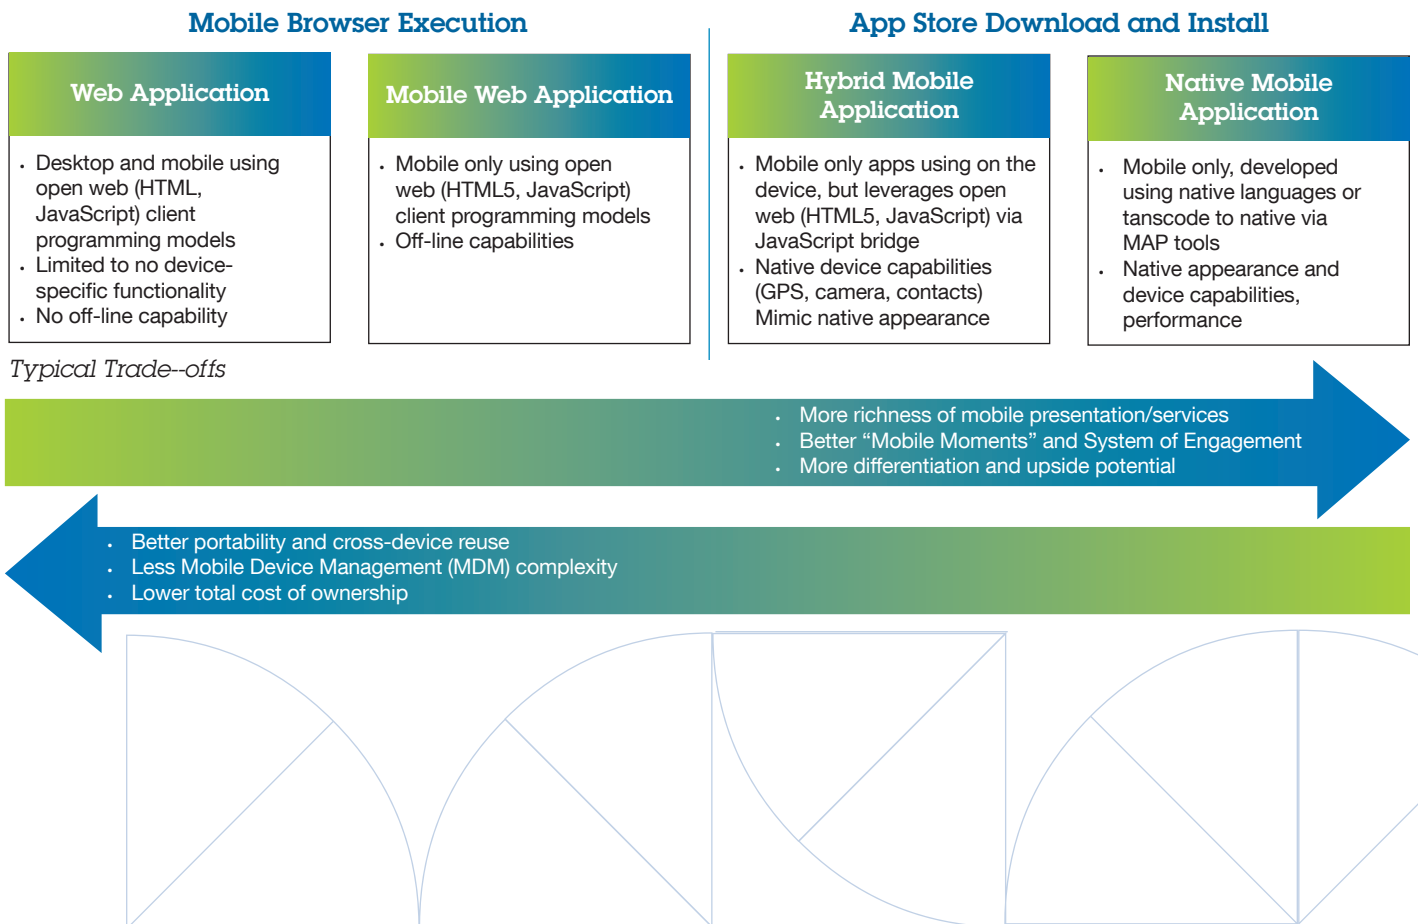 Mobile Browser Execution
App Store Download and Install
Web Application
• Desktop and mobile using
open web (HTML,
JavaScript) client
programming models
• Limited to no device-
specific functionality
• No off-line capability
Mobile Web Application
• Mobile only using open
web (HTML5, JavaScript)
client programming models
• Off-line capabilities
Hybrid Mobile
Application
• Mobile only apps using on the
device, but leverages open
web (HTML5, JavaScript) via
JavaScript bridge
• Native device capabilities
(GPS, camera, contacts)
Mimic native appearance
Native Mobile
Application
• Mobile only, developed
using native languages or
tanscode to native via
MAP tools
• Native appearance and
device capabilities,
performance
Typical Trade--offs
• More richness of mobile presentation/services
• Better “Mobile Moments” and System of Engagement
• More differentiation and upside potential
• Better portability and cross-device reuse
• Less Mobile Device Management (MDM) complexity
• Lower total cost of ownership